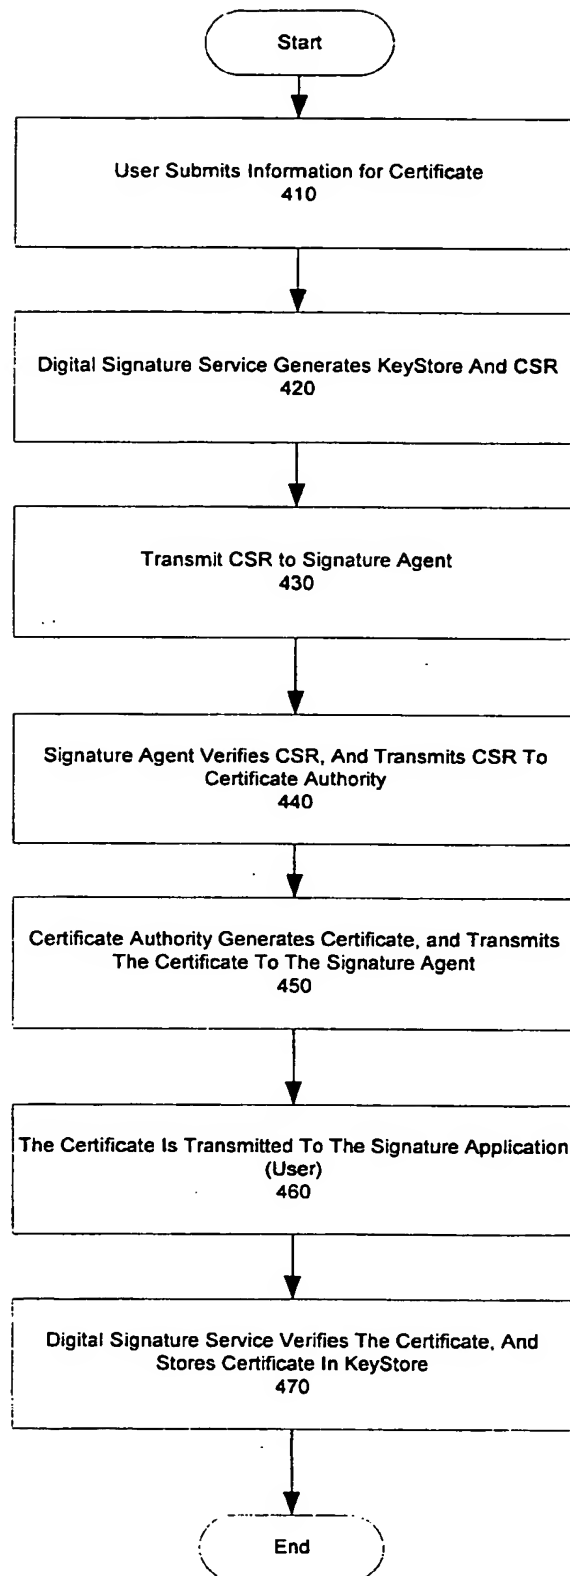 Start
User Submits Information for Certificate
410
Digital Signature Service Generates KeyStore And CSR
420
Transmit CSR to Signature Agent
430
Signature Agent Verifies CSR, And Transmits CSR To
Certificate Authority
440
Certificate Authority Generates Certificate, and Transmits
The Certificate To The Signature Agent
450
The Certificate Is Transmitted To The Signature Application
(User)
460
Digital Signature Service Verifies The Certificate, And
Stores Certificate In KeyStore
470
End